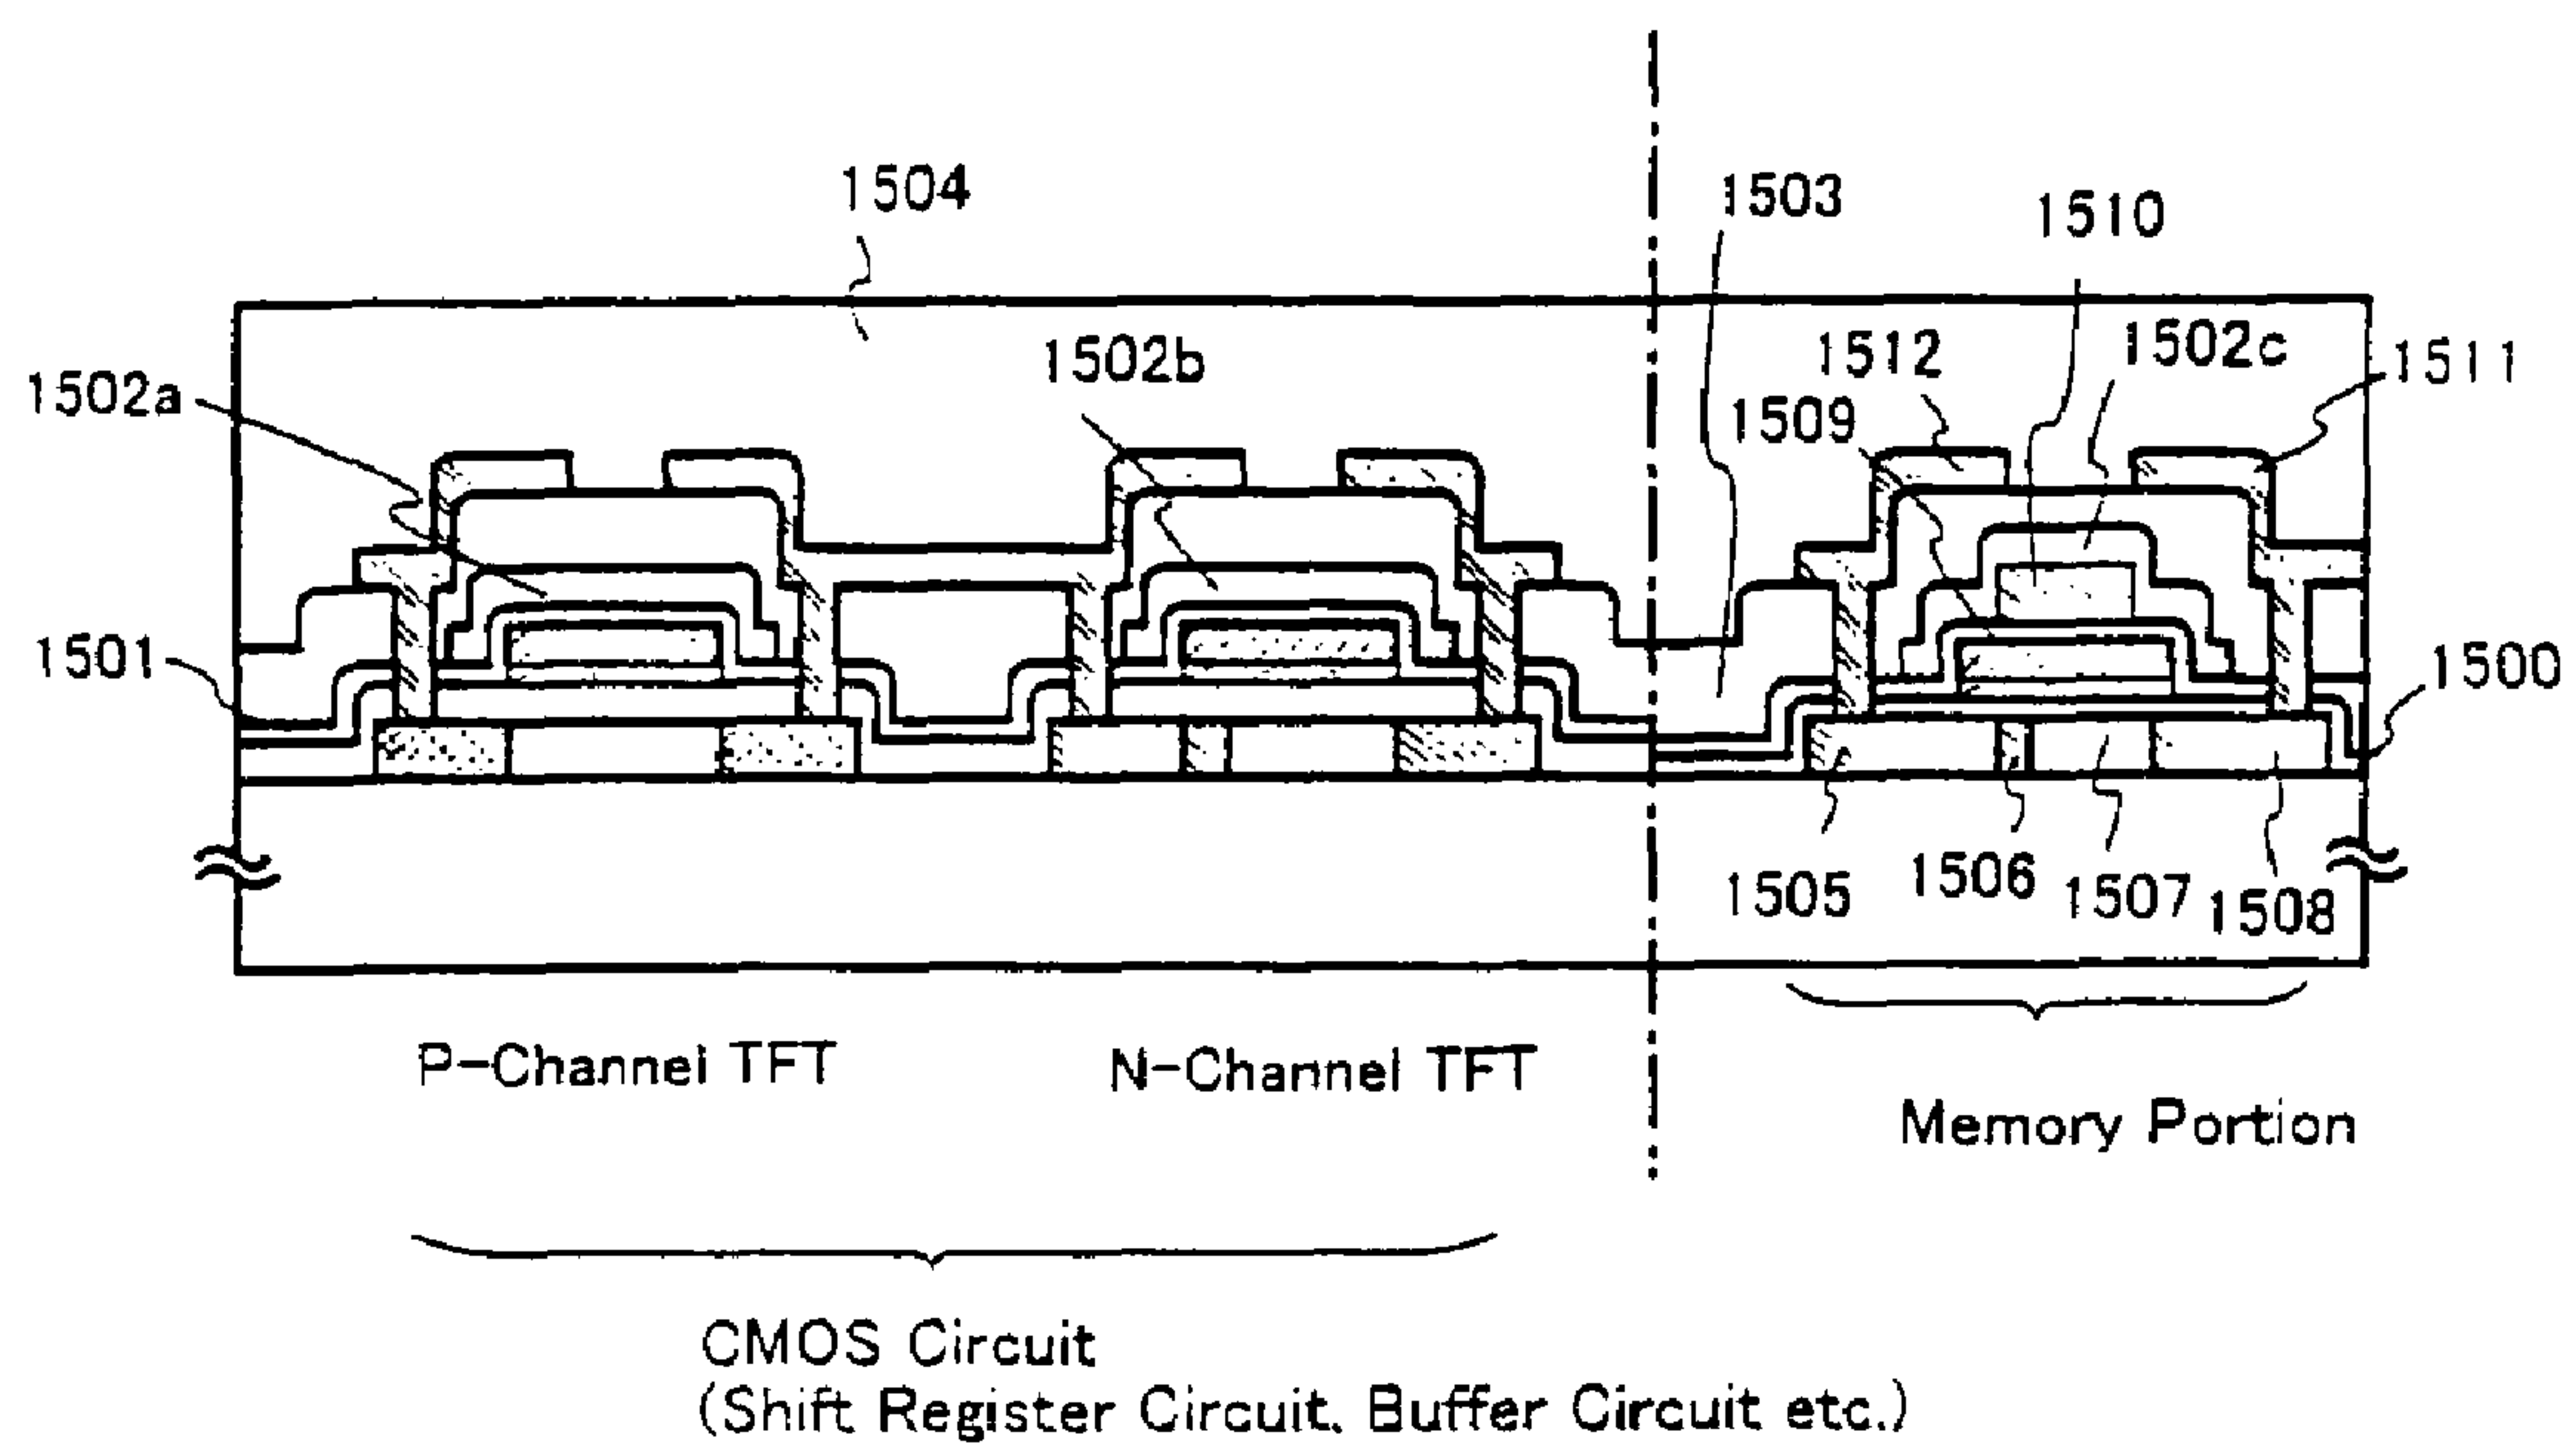 1504
1503
1510
1502b
1512
1502c
1511
1502a
1509
1501
1500
1505
1506
1507
1508
P-Channel TFT
N-Channel TFT
Memory Portion
CMOS Circuit
(Shift Register Circuit. Buffer Circuit etc.)